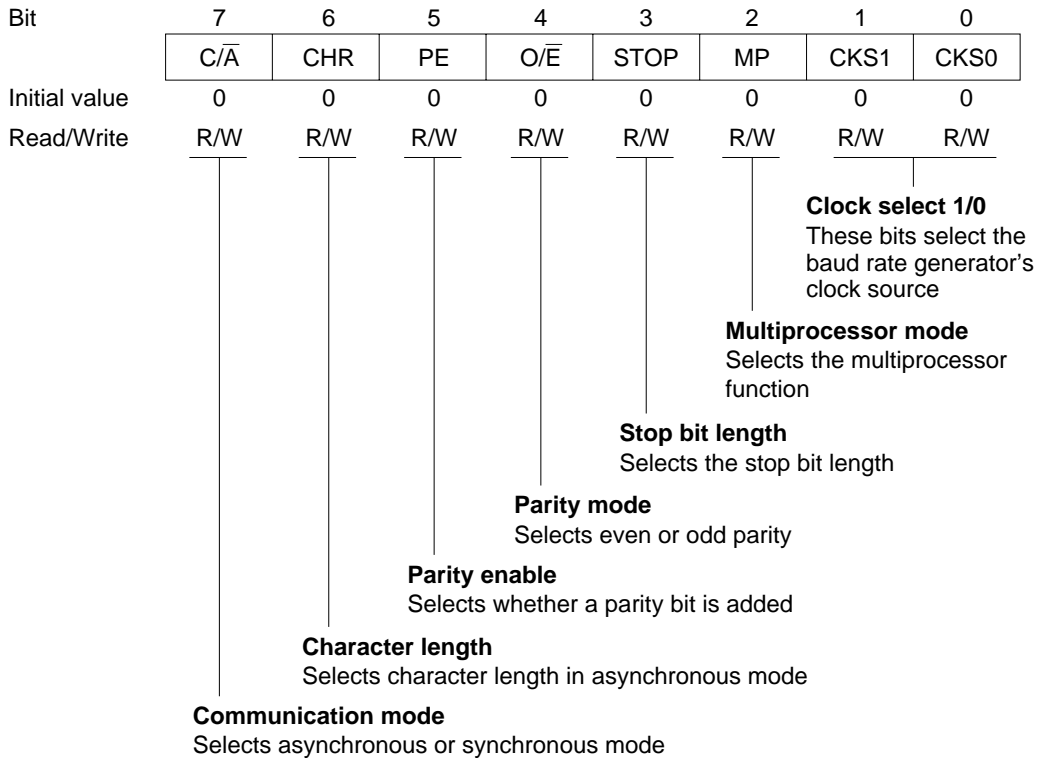 Bit 7 6 5 4 3 2 1 0
C/A̅ CHR PE O/E̅ STOP MP CKS1 CKS0
Initial value 0 0 0 0 0 0 0 0
Read/Write R/W R/W R/W R/W R/W R/W R/W R/W
Clock select 1/0
These bits select the
baud rate generator's
clock source
Multiprocessor mode
Selects the multiprocessor
function
Stop bit length
Selects the stop bit length
Parity mode
Selects even or odd parity
Parity enable
Selects whether a parity bit is added
Character length
Selects character length in asynchronous mode
Communication mode
Selects asynchronous or synchronous mode